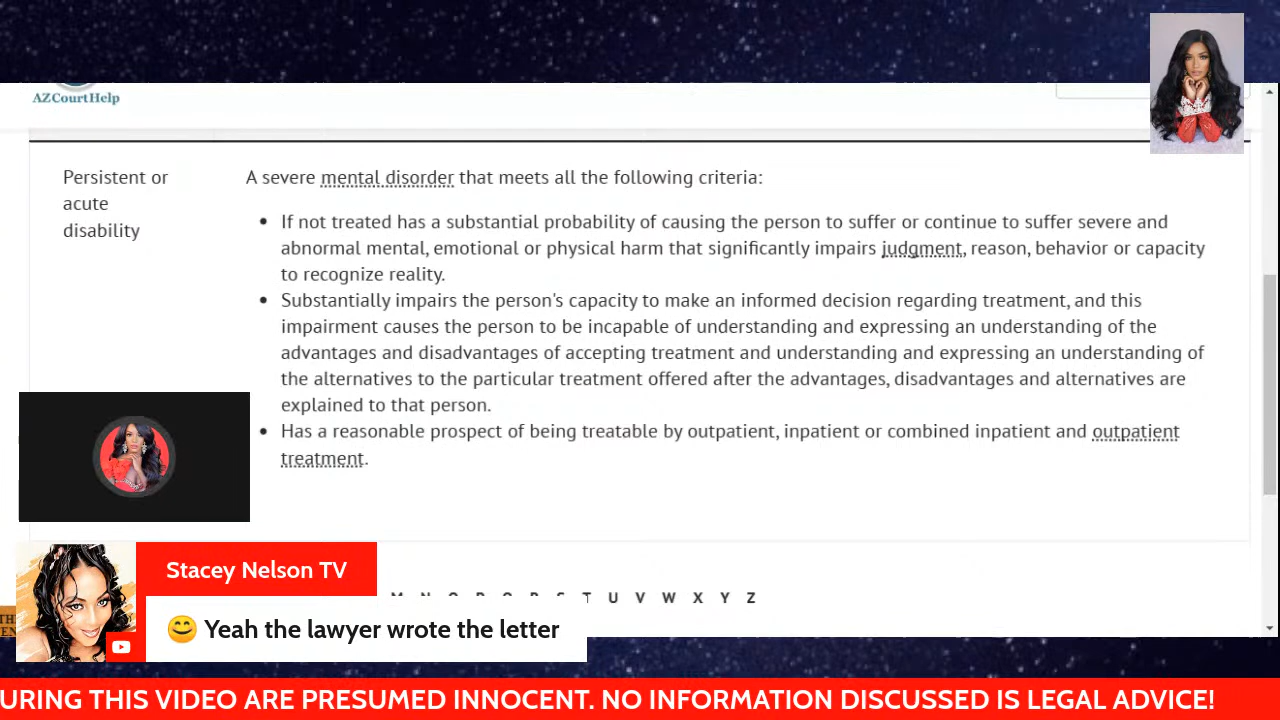 AZCourtHelp
Persistent or
acute
disability
A severe mental disorder that meets all the following criteria:
• If not treated has a substantial probability of causing the person to suffer or continue to suffer severe and
abnormal mental, emotional or physical harm that significantly impairs judgment, reason, behavior or capacity
to recognize reality.
• Substantially impairs the person's capacity to make an informed decision regarding treatment, and this
impairment causes the person to be incapable of understanding and expressing an understanding of the
advantages and disadvantages of accepting treatment and understanding and expressing an understanding of
the alternatives to the particular treatment offered after the advantages, disadvantages and alternatives are
explained to that person.
• Has a reasonable prospect of being treatable by outpatient, inpatient or combined inpatient and outpatient
treatment.
M N O P Q R S T U V W X Y Z
Stacey Nelson TV
😊 Yeah the lawyer wrote the letter
URING THIS VIDEO ARE PRESUMED INNOCENT. NO INFORMATION DISCUSSED IS LEGAL ADVICE!